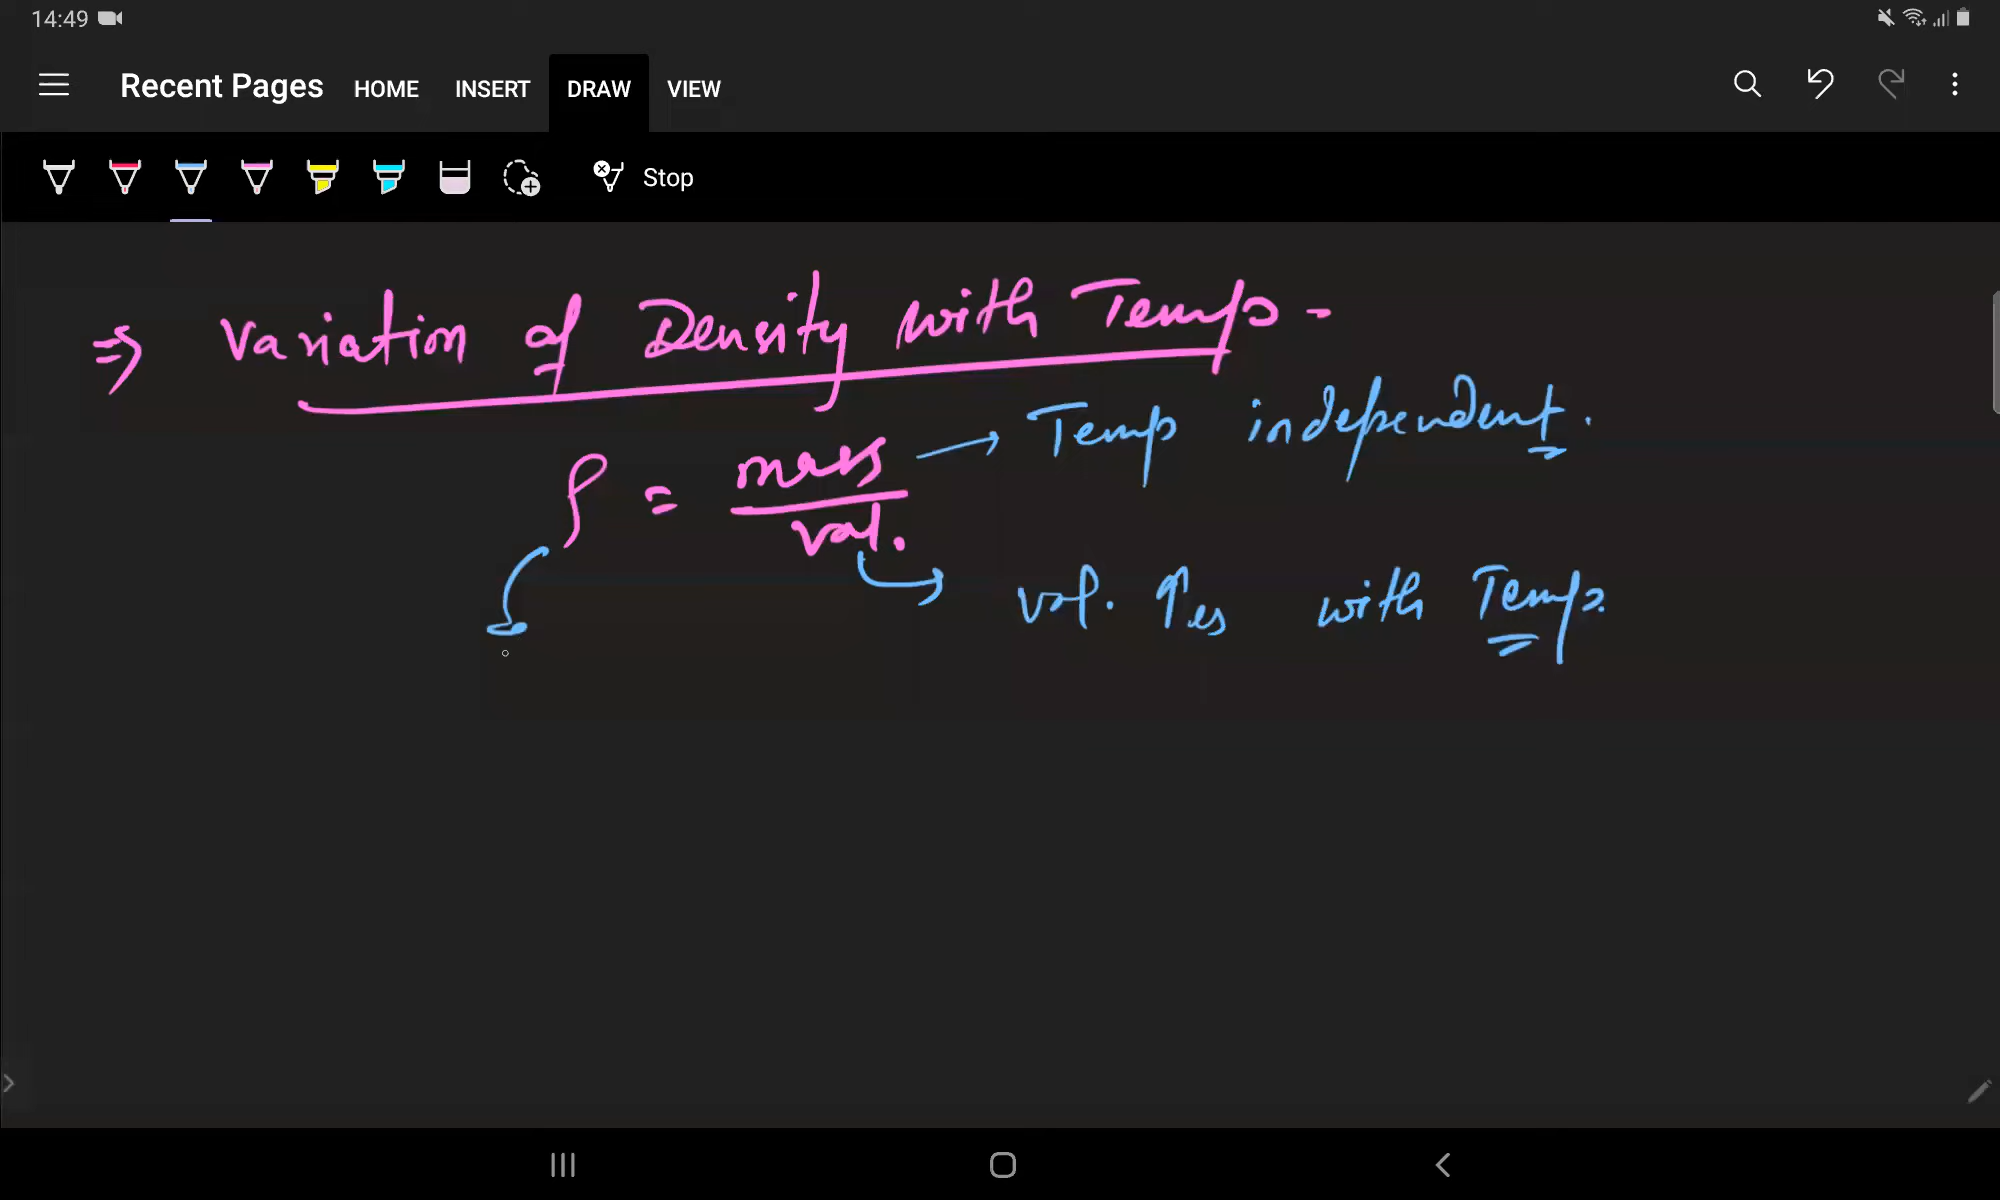 14:49
Recent Pages HOME INSERT DRAW VIEW
Stop
⇒ Variation of Density with Temp -
ρ = mass / vol. → Temp independent.
vol. ↑es with Temp.